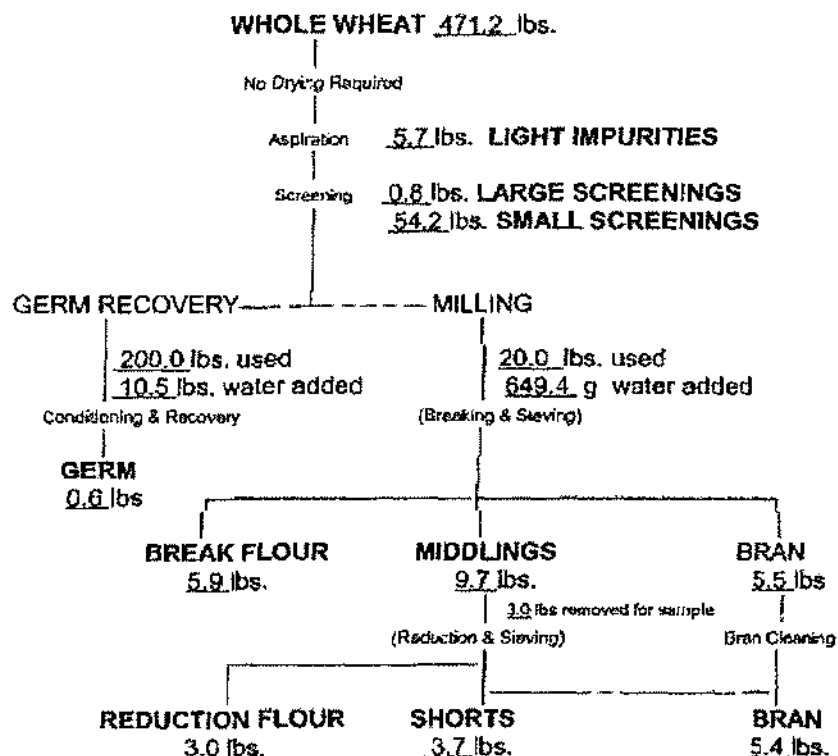 WHOLE WHEAT 471.2 lbs.
No Drying Required
Aspiration 5.7 lbs. LIGHT IMPURITIES
Screening 0.8 lbs. LARGE SCREENINGS
54.2 lbs. SMALL SCREENINGS
GERM RECOVERY MILLING
200.0 lbs. used 20.0 lbs. used
10.5 lbs. water added 649.4 g water added
Conditioning & Recovery (Breaking & Sieving)
GERM
0.6 lbs
BREAK FLOUR MIDDLINGS BRAN
5.9 lbs. 9.7 lbs. 5.5 lbs
3.0 lbs removed for sample
(Reduction & Sieving) Bran Cleaning
REDUCTION FLOUR SHORTS BRAN
3.0 lbs. 3.7 lbs. 5.4 lbs.